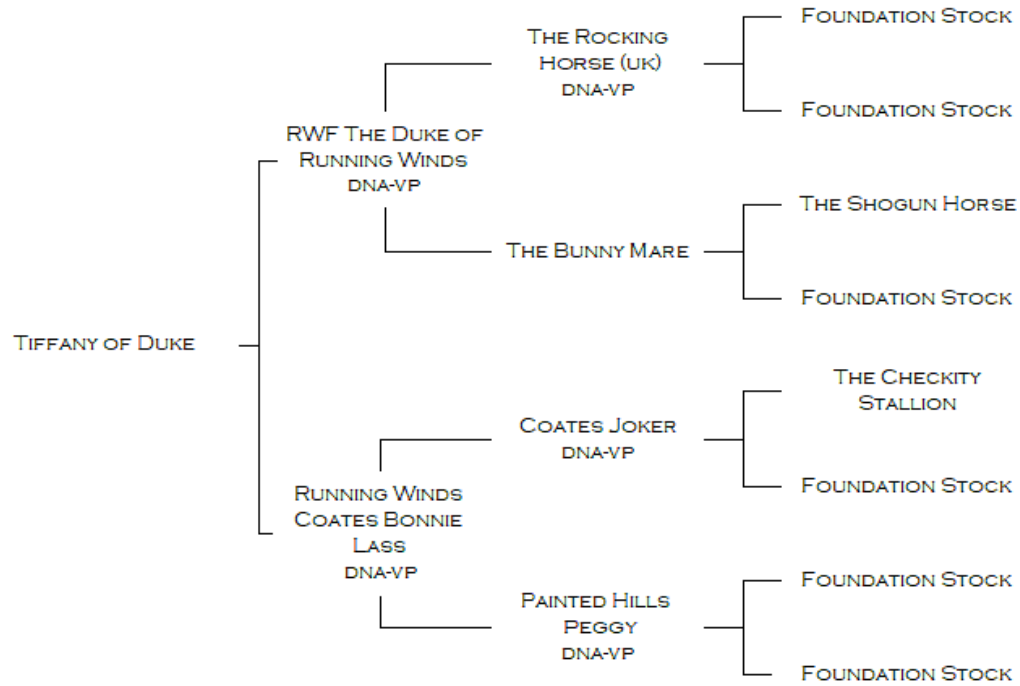 Foundation Stock
The Rocking
Horse (UK)
DNA-VP
Foundation Stock
RWF The Duke of
Running Winds
DNA-VP
The Shogun Horse
The Bunny Mare
Foundation Stock
Tiffany of Duke
The Checkity
Stallion
Coates Joker
DNA-VP
Foundation Stock
Running Winds
Coates Bonnie
Lass
DNA-VP
Foundation Stock
Painted Hills
Peggy
DNA-VP
Foundation Stock